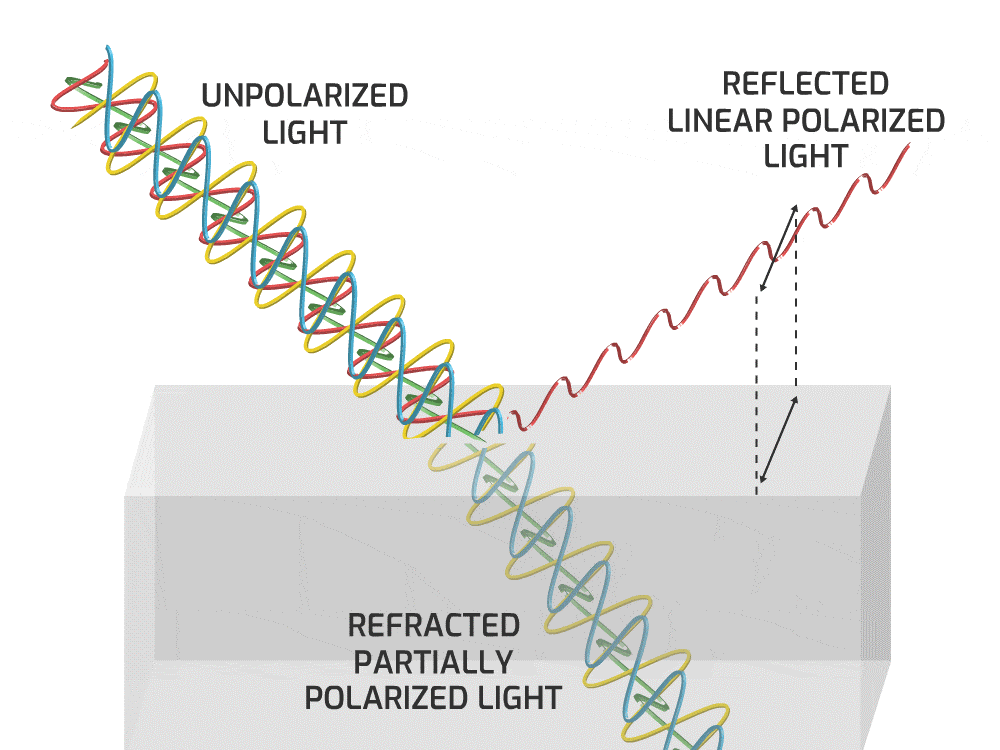 UNPOLARIZED
LIGHT
REFLECTED
LINEAR POLARIZED
LIGHT
REFRACTED
PARTIALLY
POLARIZED LIGHT